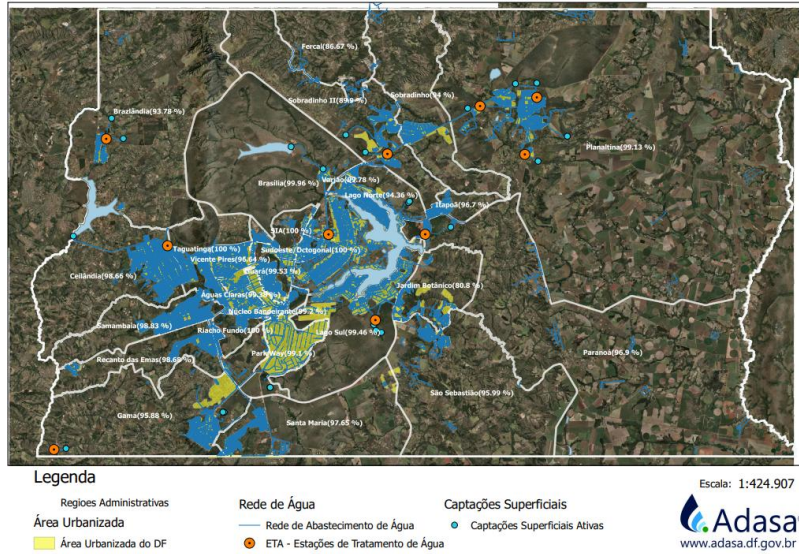 Fercal(86.67 %)
Sobradinho II(89.9 %)
Sobradinho(94 %)
Brazlândia(93.78 %)
Planaltina(99.13 %)
Varjão(99.78 %)
Brasília(99.96 %)
Lago Norte(94.36 %)
Itapoã(96.7 %)
SIA(100 %)
Taguatinga(100 %)
Sudoeste/Octogonal(100 %)
Vicente Pires(96.64 %)
Ceilândia(98.66 %)
Guará(99.53 %)
Jardim Botânico(80.8 %)
Águas Claras
Núcleo Bandeirante(99.2 %)
Samambaia(98.83 %)
Riacho Fundo(100 %)
Lago Sul(99.46 %)
Park Way(99.1 %)
Paranoá(96.9 %)
Recanto das Emas(98.68 %)
São Sebastião(95.99 %)
Gama(95.88 %)
Santa Maria(97.65 %)
Legenda
Escala: 1:424.907
Regioes Administrativas
Rede de Água
Captações Superficiais
Área Urbanizada
Rede de Abastecimento de Água
Captações Superficiais Ativas
Área Urbanizada do DF
ETA - Estações de Tratamento de Água
Adasa
www.adasa.df.gov.br